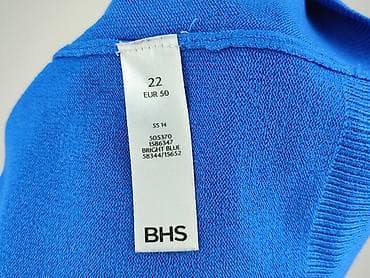 22
EUR 50
SS 14
505370
1586347
BRIGHT BLUE
58344/15652
BHS